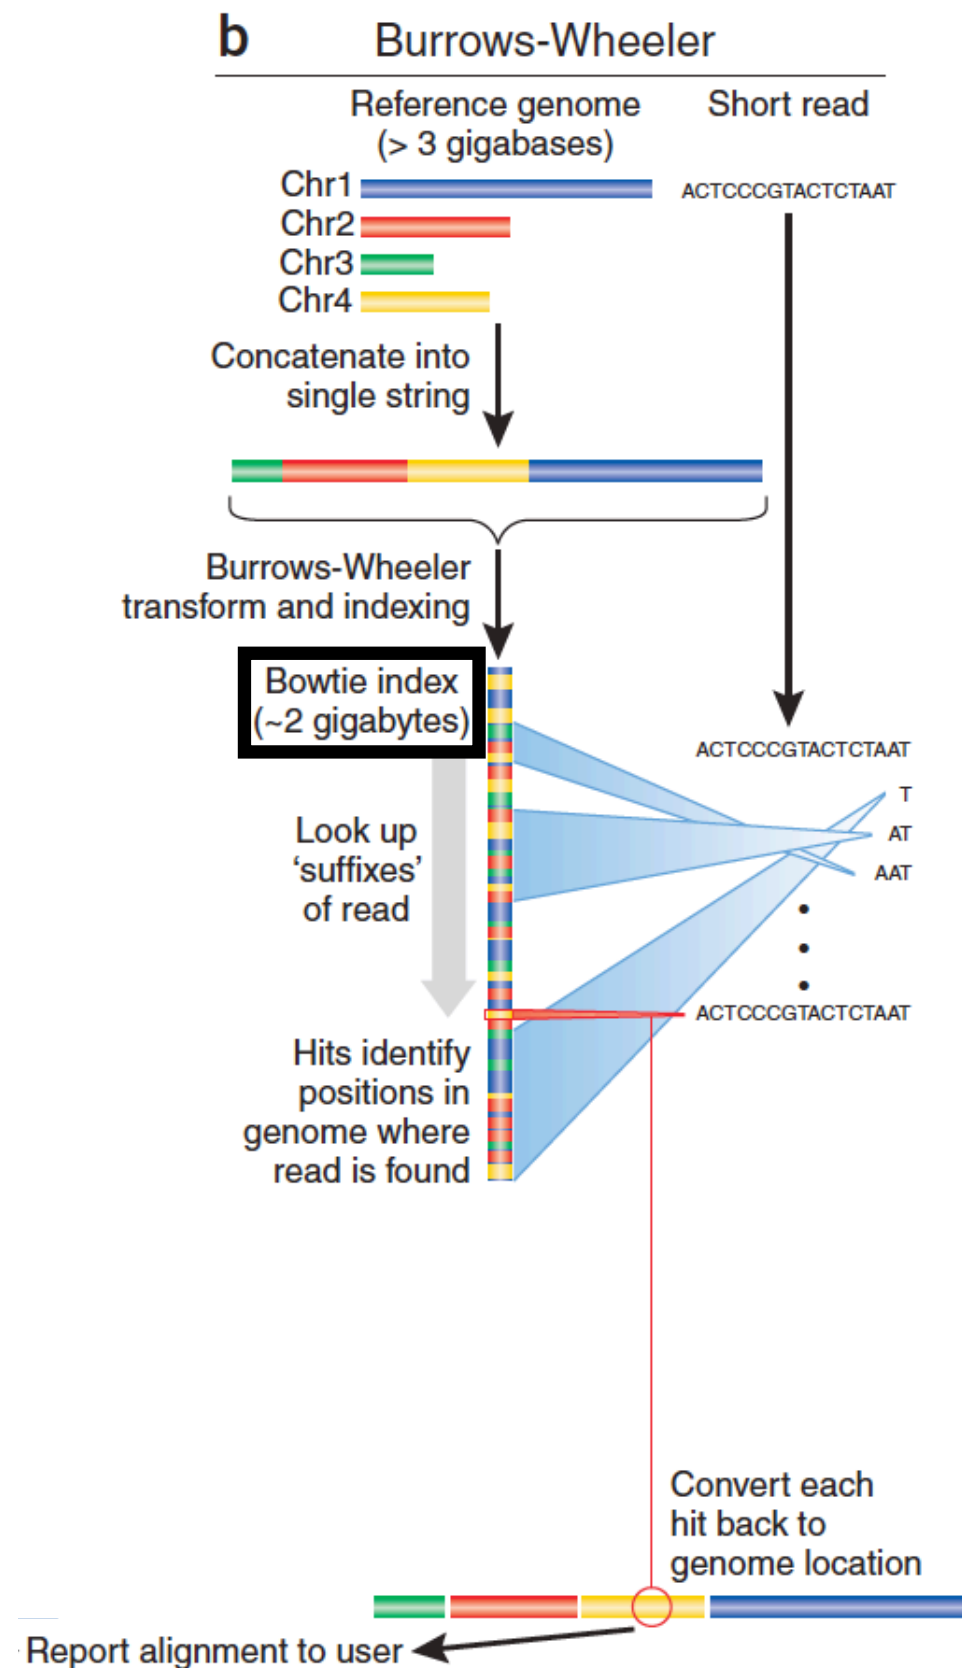 b Burrows-Wheeler
Reference genome
(> 3 gigabases)
Short read
Chr1
ACTCCCGTACTCTAAT
Chr2
Chr3
Chr4
Concatenate into
single string
Burrows-Wheeler
transform and indexing
Bowtie index
(~2 gigabytes)
ACTCCCGTACTCTAAT
T
AT
AAT
Look up
‘suffixes’
of read
ACTCCCGTACTCTAAT
Hits identify
positions in
genome where
read is found
Convert each
hit back to
genome location
Report alignment to user